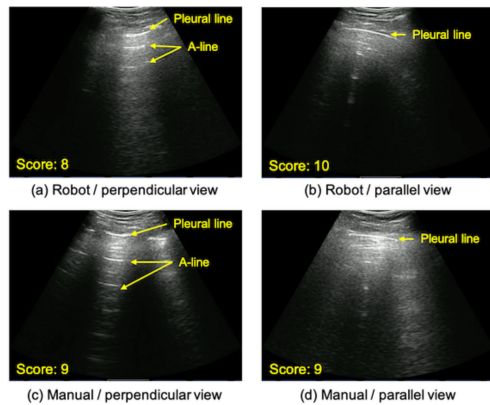 Pleural line
A-line
Score: 8
(a) Robot / perpendicular view
Pleural line
Score: 10
(b) Robot / parallel view
Pleural line
A-line
Score: 9
(c) Manual / perpendicular view
Pleural line
Score: 9
(d) Manual / parallel view